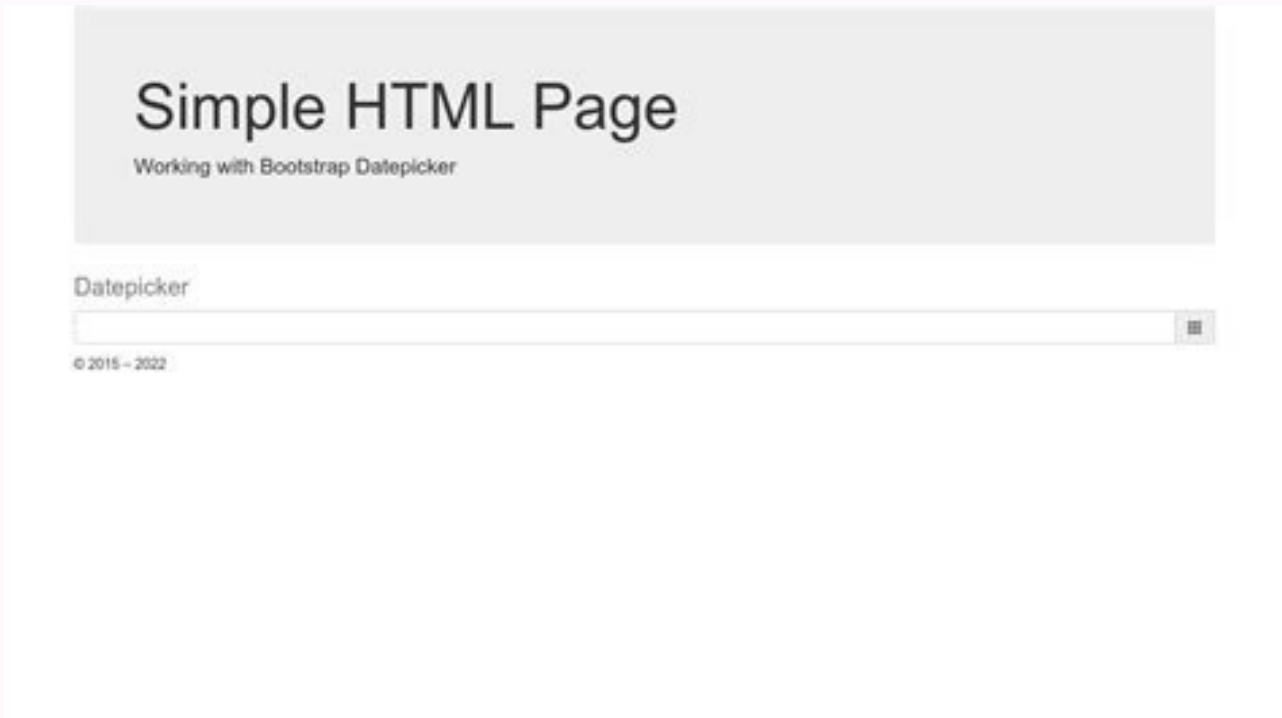 Simple HTML Page
Working with Bootstrap Datepicker
Datepicker
© 2015 – 2022